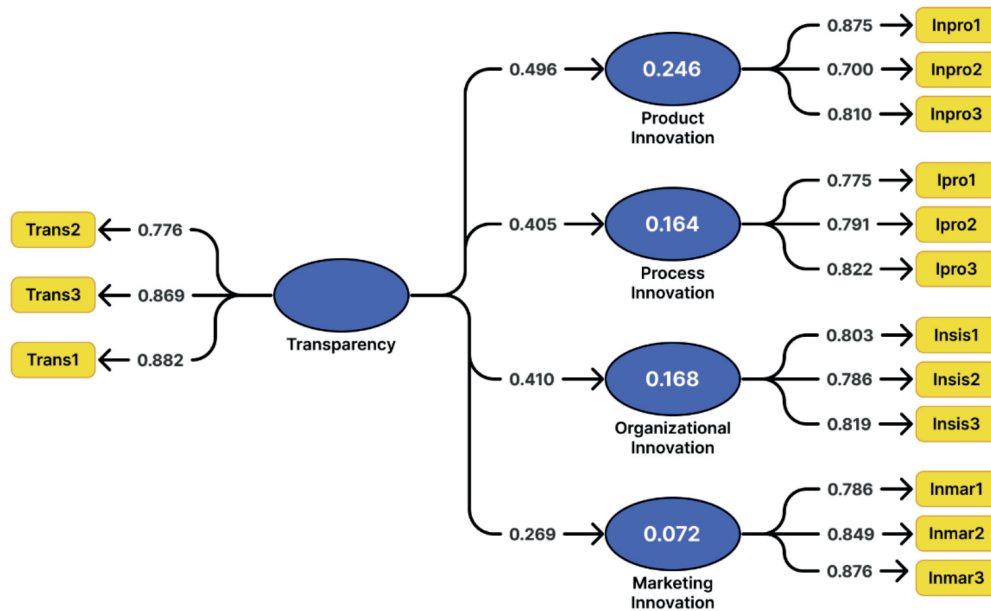 Trans2
Trans3
Trans1
0.776
0.869
0.882
Transparency
0.496
0.405
0.410
0.269
0.246
Product
Innovation
0.875
0.700
0.810
Inpro1
Inpro2
Inpro3
0.164
Process
Innovation
0.775
0.791
0.822
Ipro1
Ipro2
Ipro3
0.168
Organizational
Innovation
0.803
0.786
0.819
Insis1
Insis2
Insis3
0.072
Marketing
Innovation
0.786
0.849
0.876
Inmar1
Inmar2
Inmar3